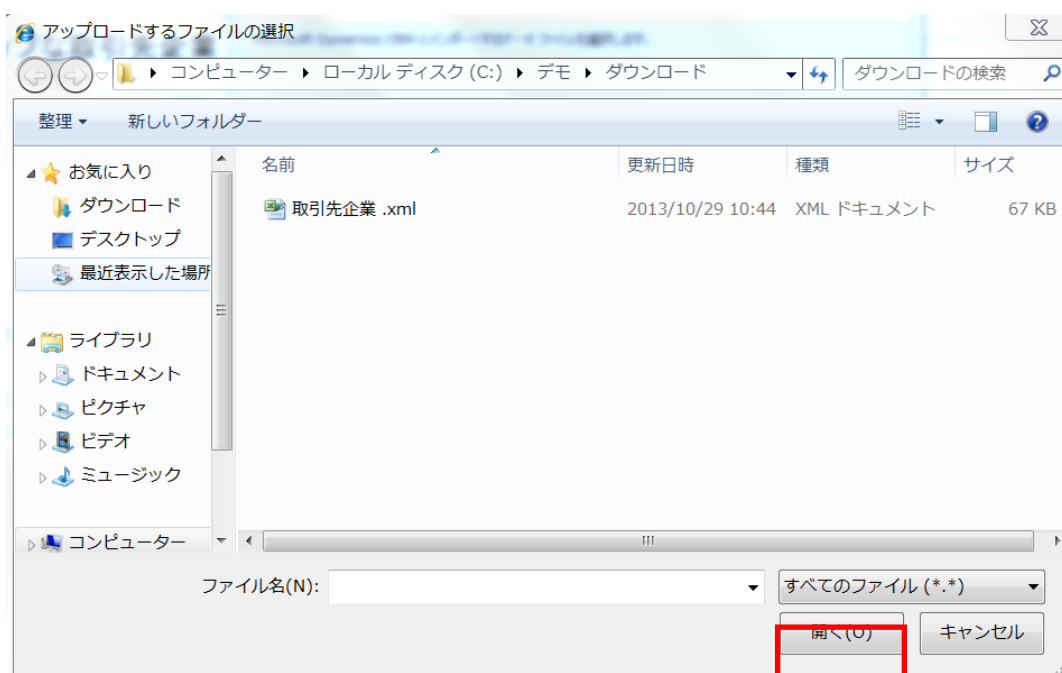 アップロードするファイルの選択
コンピューター ▸ ローカル ディスク (C:) ▸ デモ ▸ ダウンロード
ダウンロードの検索
整理 新しいフォルダー
お気に入り
ダウンロード
デスクトップ
最近表示した場所
ライブラリ
ドキュメント
ピクチャ
ビデオ
ミュージック
コンピューター
名前 更新日時 種類 サイズ
取引先企業 .xml 2013/10/29 10:44 XML ドキュメント 67 KB
ファイル名(N):
すべてのファイル (*.*)
開く(O) キャンセル